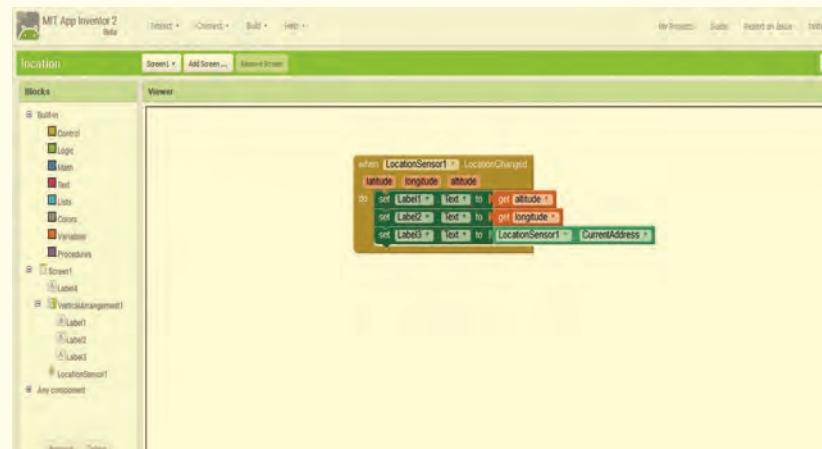 MIT App Inventor 2
Beta
Project Connect Build Help
My Projects Guide Report an Issue
location
Screen1 Add Screen ... Remove Screen
Blocks
Viewer
Built-in
Control
Logic
Math
Text
Lists
Colors
Variables
Procedures
Screen1
Label4
VerticalArrangement1
Label1
Label2
Label3
LocationSensor1
Any component
when LocationSensor1 .LocationChanged
latitude longitude altitude
do set Label1 . Text to get altitude
set Label2 . Text to get longitude
set Label3 . Text to LocationSensor1 . CurrentAddress